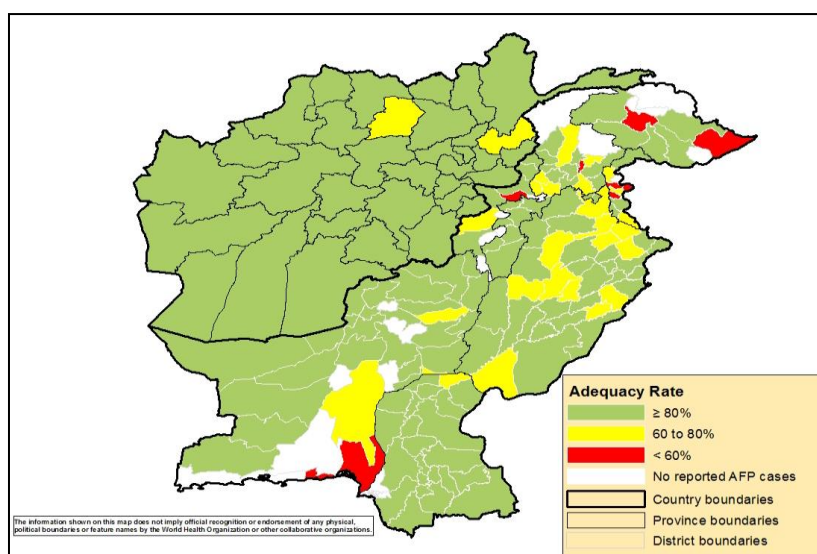 Adequacy Rate
≥ 80%
60 to 80%
< 60%
No reported AFP cases
Country boundaries
Province boundaries
District boundaries
The information shown on this map does not imply official recognition or endorsement of any physical,
political boundaries or feature names by the World Health Organization or other collaborative organizations.